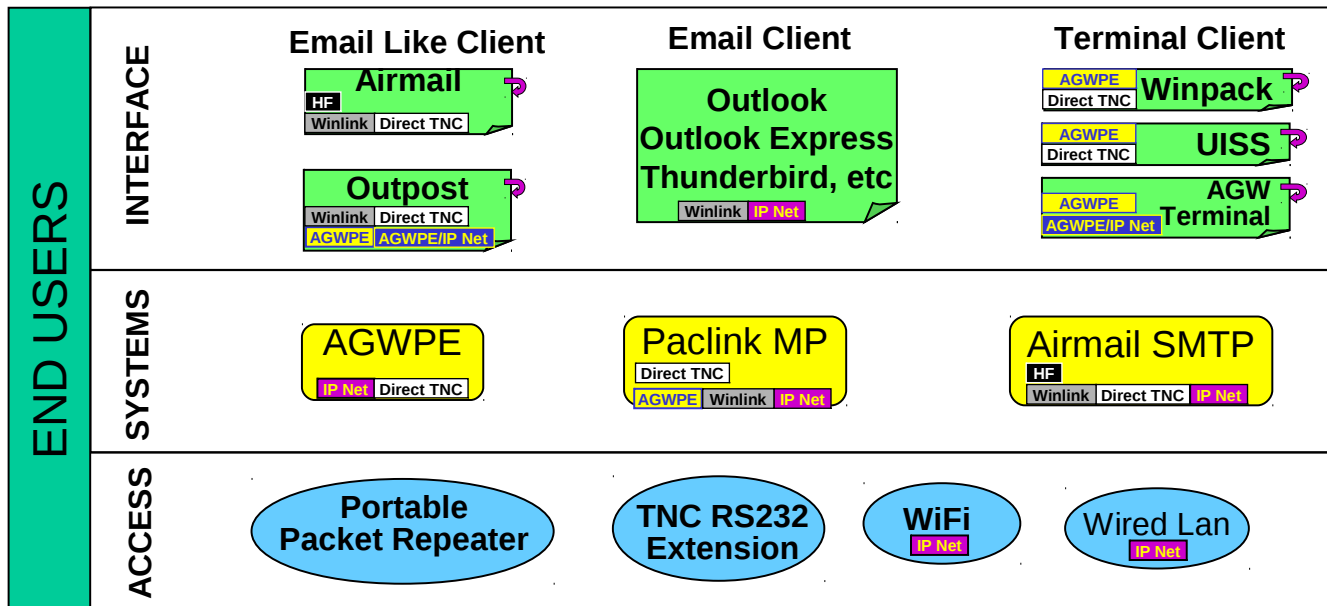 END USERS
INTERFACE
Email Like Client
Airmail
HF
Winlink Direct TNC
Outpost
Winlink Direct TNC
AGWPE AGWPE/IP Net
Email Client
Outlook
Outlook Express
Thunderbird, etc
Winlink IP Net
Terminal Client
AGWPE
Direct TNC
Winpack
AGWPE
Direct TNC
UISS
AGWPE
AGWPE/IP Net
AGW
Terminal
SYSTEMS
AGWPE
IP Net Direct TNC
Paclink MP
Direct TNC
AGWPE Winlink IP Net
Airmail SMTP
HF
Winlink Direct TNC IP Net
ACCESS
Portable
Packet Repeater
TNC RS232
Extension
WiFi
IP Net
Wired Lan
IP Net